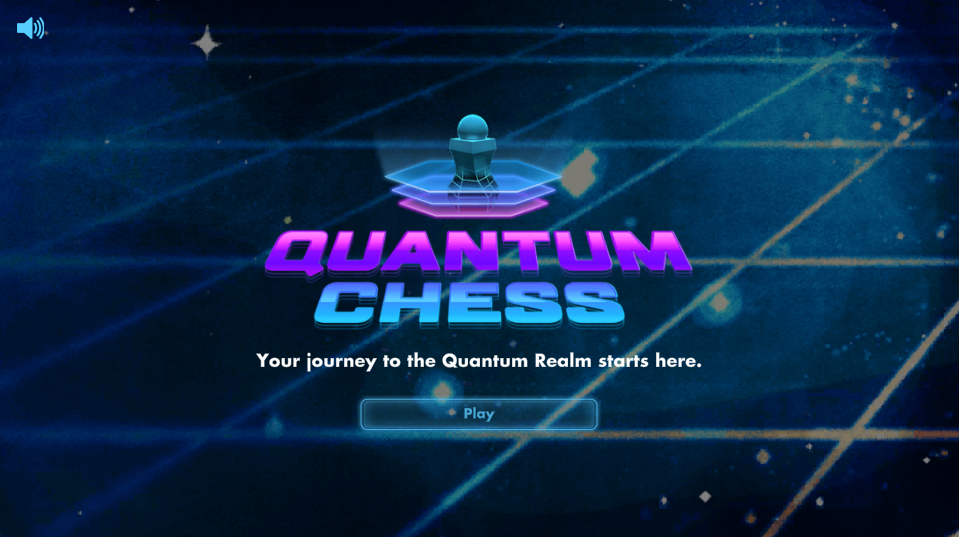 QUANTUM
CHESS
Your journey to the Quantum Realm starts here.
Play